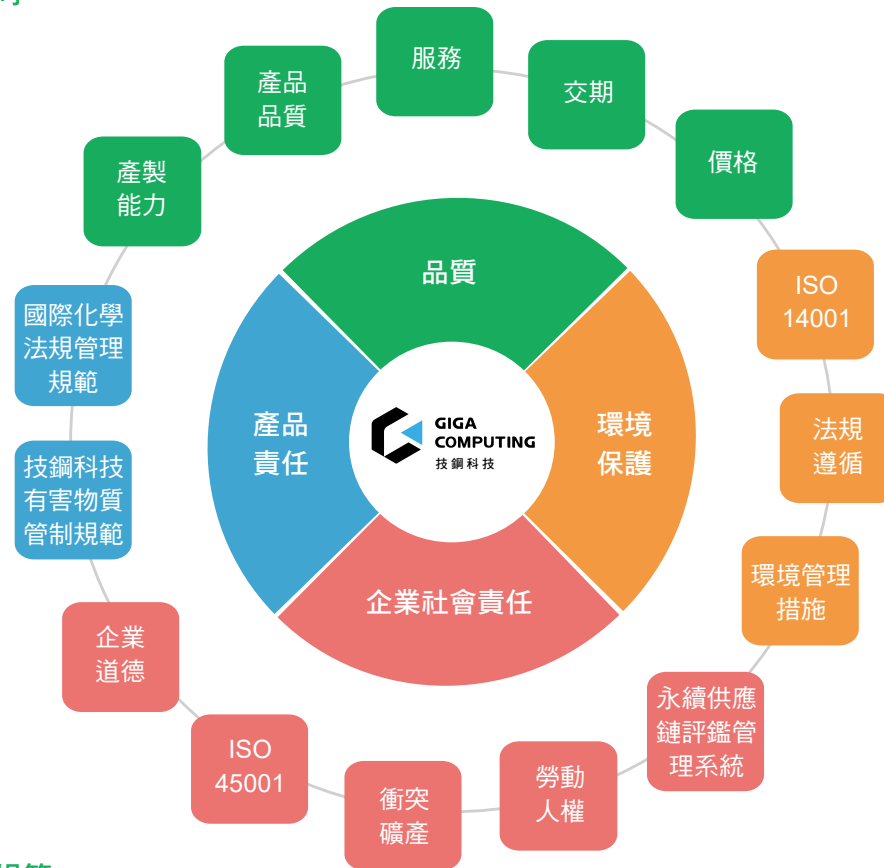 服務
產品
品質
交期
產製
能力
價格
國際化學
法規管理
規範
ISO
14001
品質
產品
責任
GIGA
COMPUTING
技鋼科技
環境
保護
法規
遵循
技鋼科技
有害物質
管制規範
環境管理
措施
企業社會責任
企業
道德
永續供應
鏈評鑑管
理系統
ISO
45001
勞動
人權
衝突
礦產